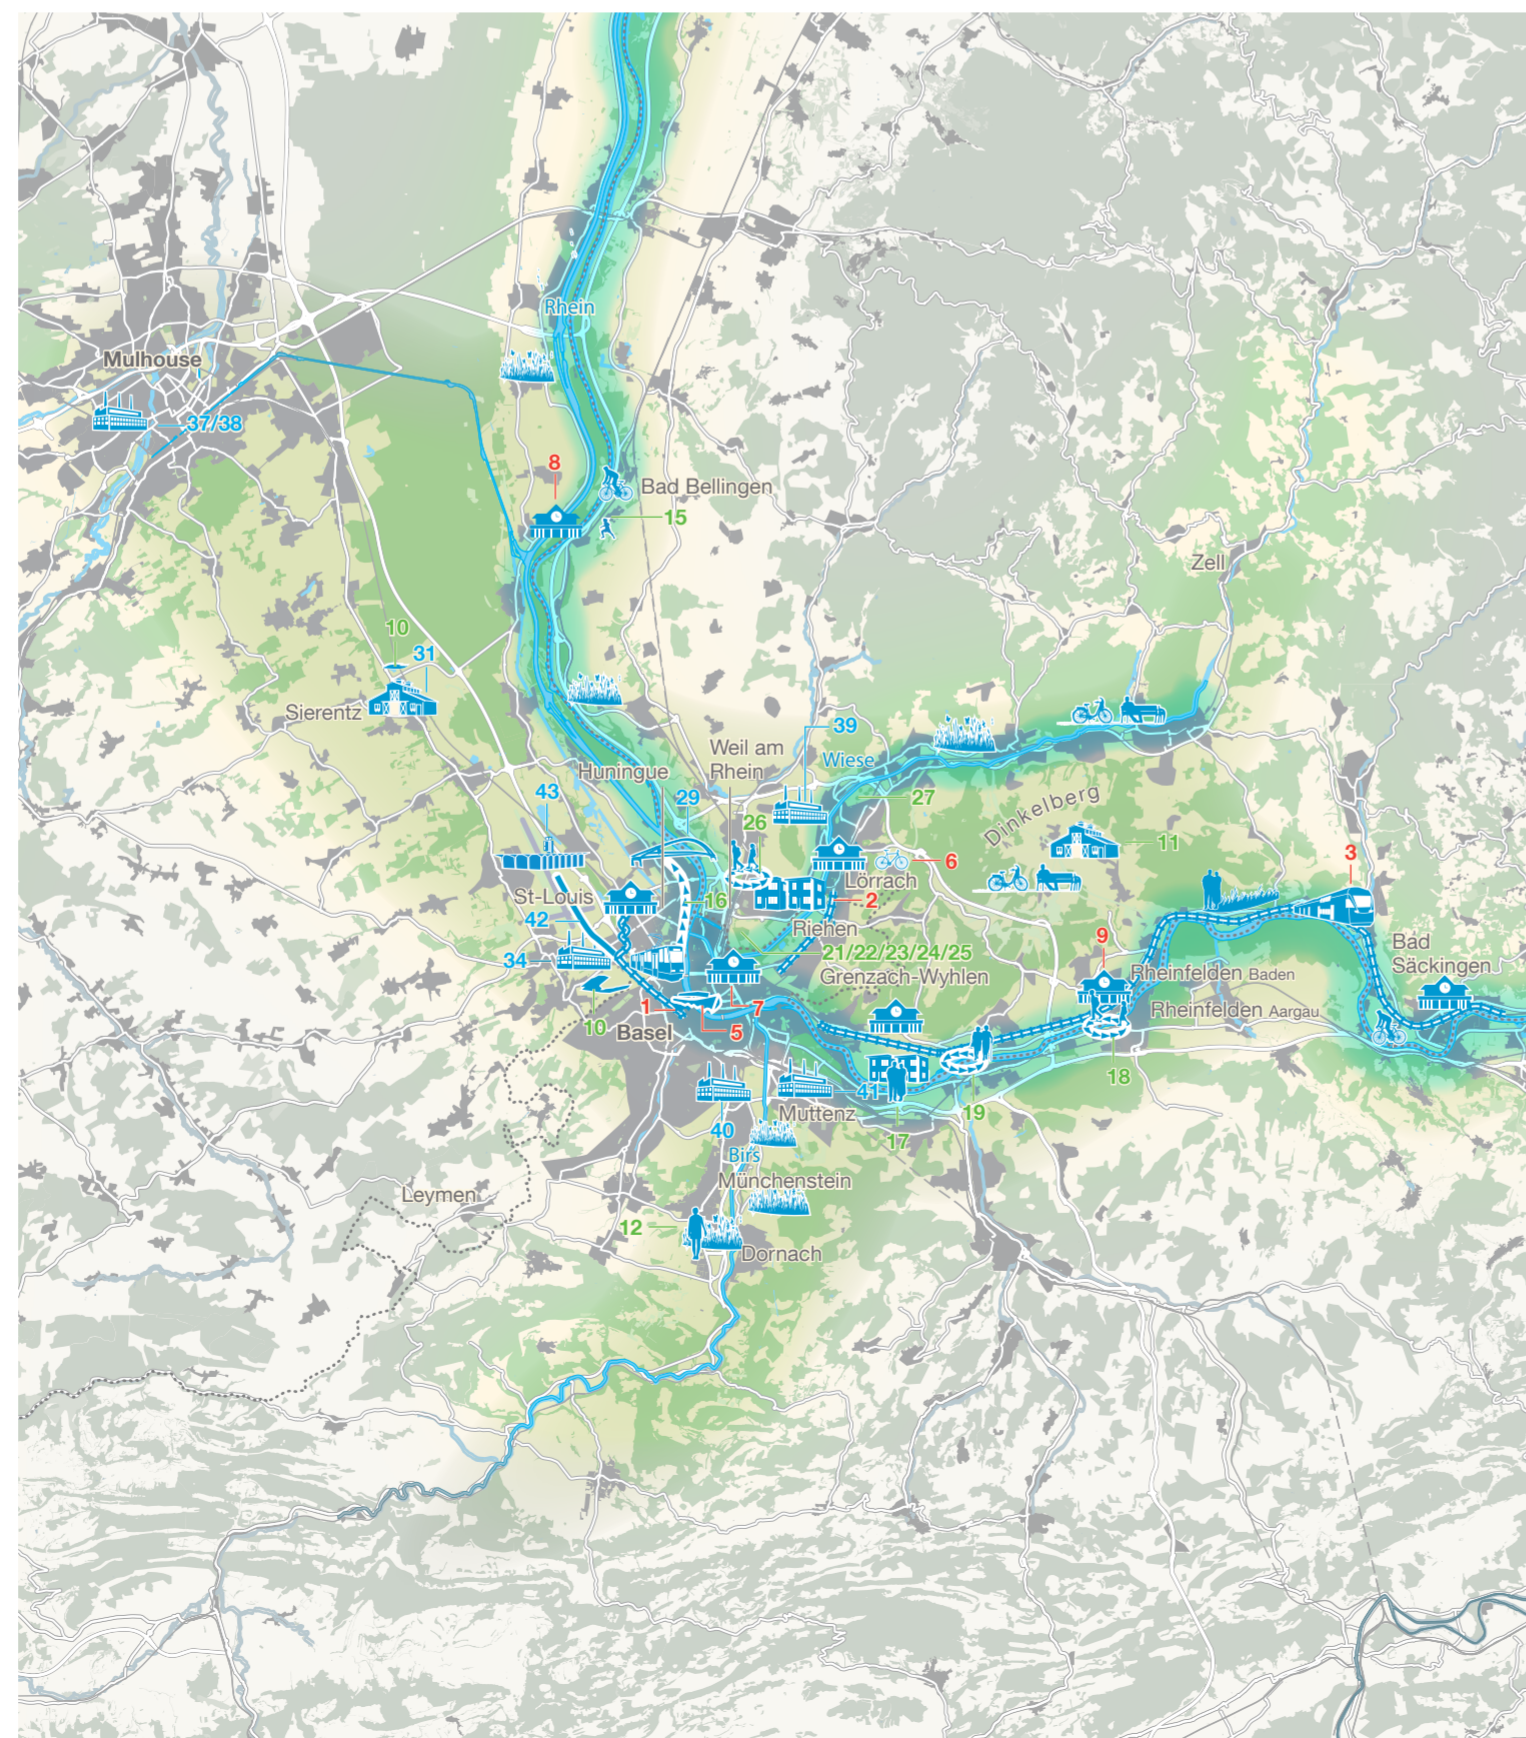 Rhein
Mulhouse
37/38
8
Bad Bellingen
15
Zell
10
31
Sierentz
39
Weil am
Rhein
Wiese
Huningue
43
29
27
26
Dinkelberg
11
6
3
Lörrach
St-Louis
16
2
42
Riehen
9
Bad
Säckingen
21/22/23/24/25
34
Grenzach-Wyhlen
Rheinfelden Baden
1
7
Rheinfelden Aargau
10
Basel
5
18
41
Muttenz
19
40
17
Birs
Münchenstein
Leymen
12
Dornach